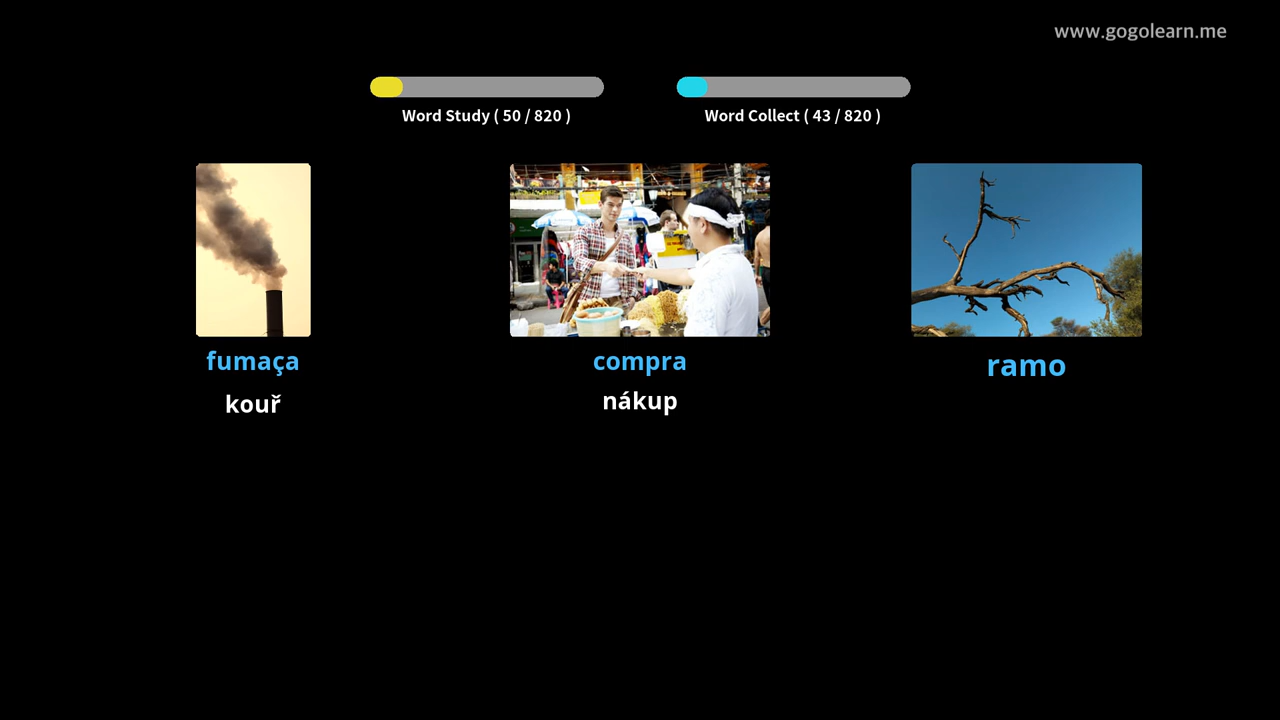 www.gogolearn.me
Word Study ( 50 / 820 )
Word Collect ( 43 / 820 )
fumaça
kouř
compra
nákup
ramo